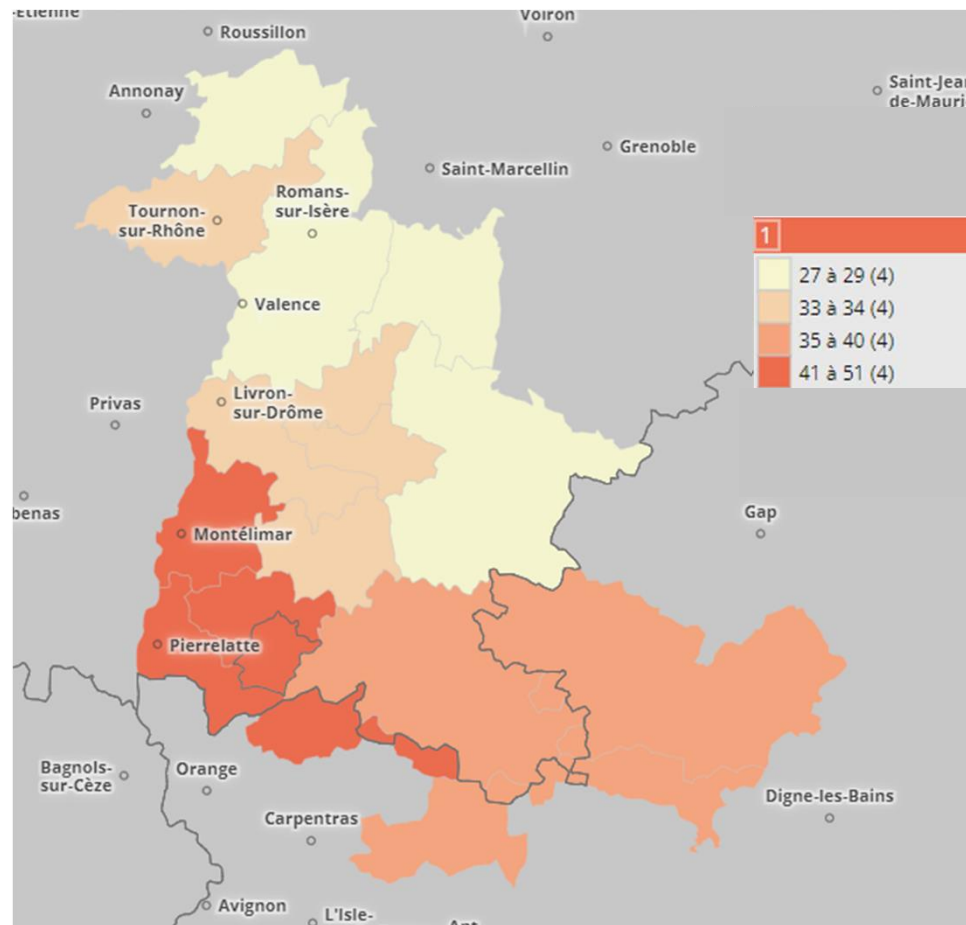 -Étienne
Voiron
Roussillon
Annonay
Saint-Jean
de-Mauri
Grenoble
Saint-Marcellin
Romans-
sur-Isère
Tournon-
sur-Rhône
1
27 à 29 (4)
33 à 34 (4)
35 à 40 (4)
41 à 51 (4)
Valence
Livron-
sur-Drôme
Privas
benas
Montélimar
Gap
Pierrelatte
Bagnols-
sur-Cèze
Orange
Digne-les-Bains
Carpentras
Avignon
L'Isle-